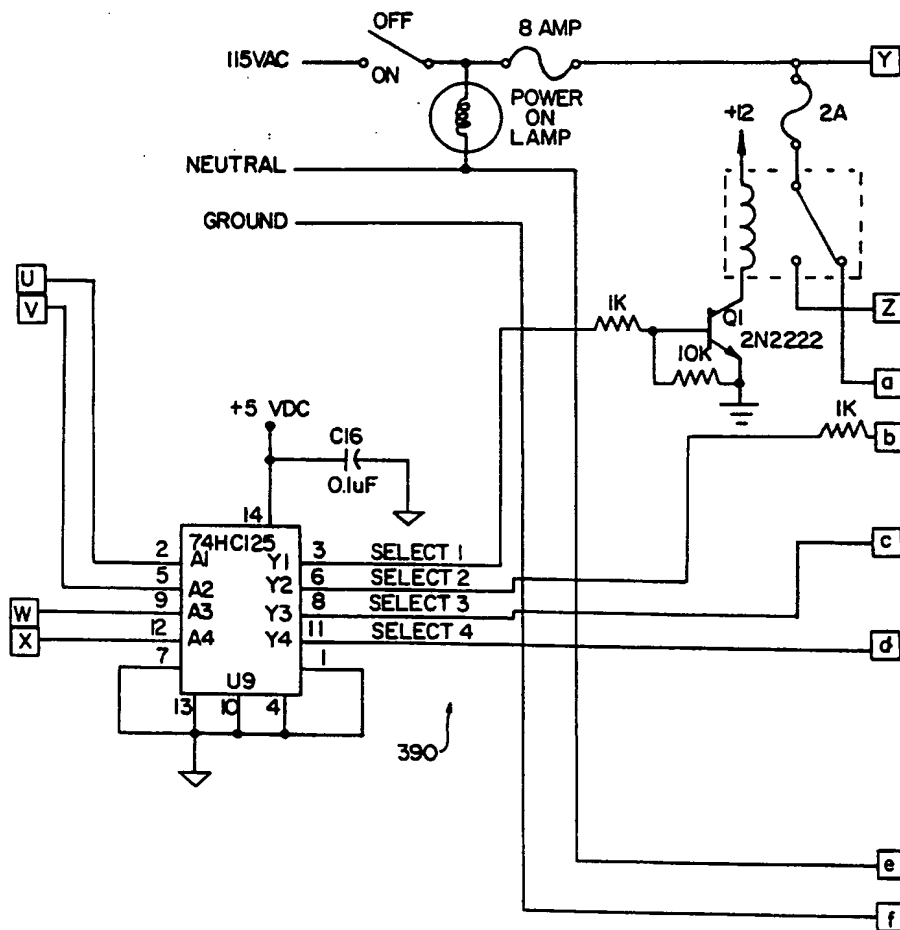 OFF
8 AMP
115VAC
ON
Y
POWER
ON
LAMP
+12
2A
NEUTRAL
GROUND
U
V
1K
Q1
2N2222
Z
10K
a
+5 VDC
1K
b
C16
0.1uF
14
74HC125
c
2
A1
Y1
3
SELECT 1
5
A2
Y2
6
SELECT 2
W
9
A3
Y3
8
SELECT 3
X
12
A4
Y4
11
SELECT 4
d
7
1
U9
13
10
4
390
e
f